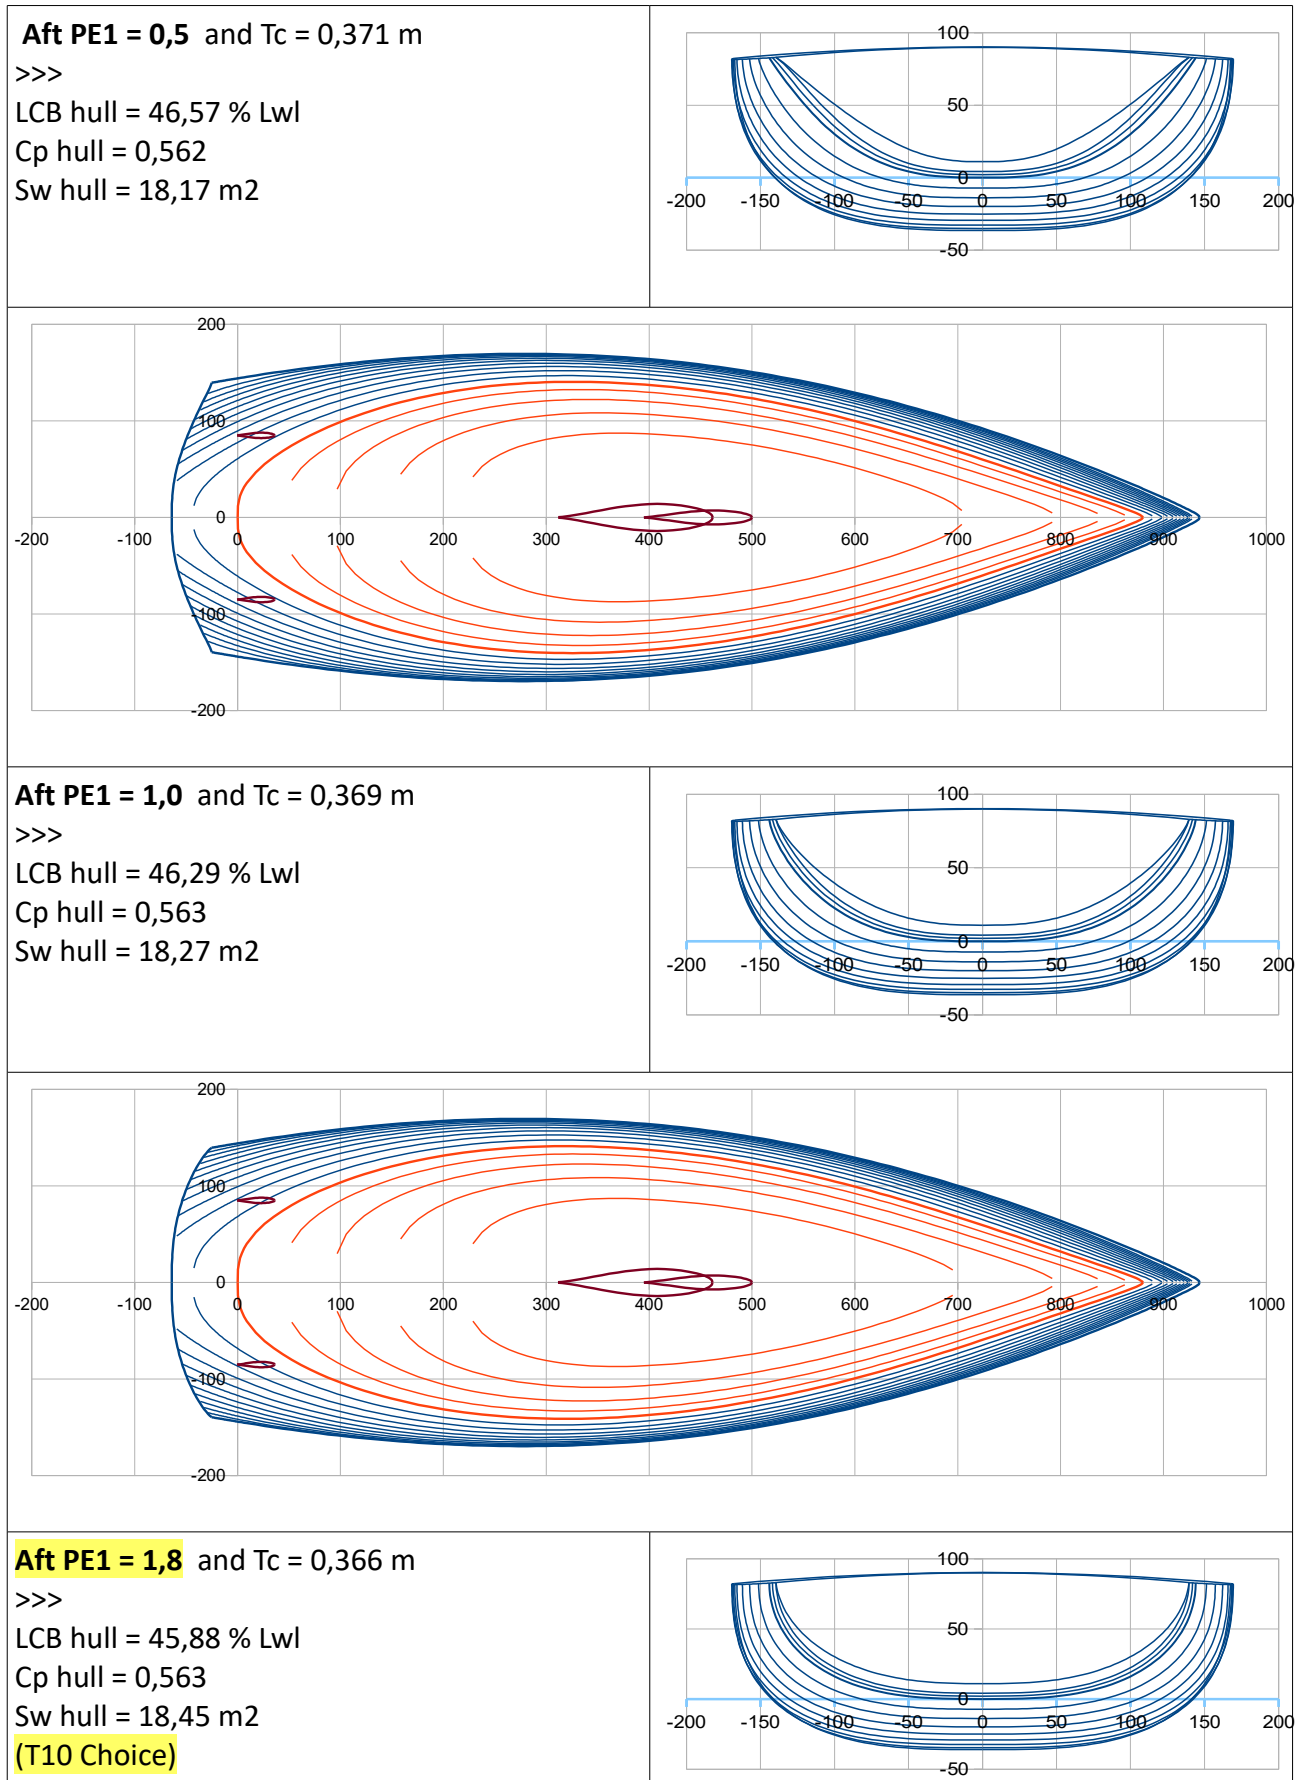 Aft PE1 = 0,5 and Tc = 0,371 m
>>>
LCB hull = 46,57 % Lwl
Cp hull = 0,562
Sw hull = 18,17 m2
100
50
0
-200 -150 -100 -50 0 50 100 150 200
-50
200
100
0
-200 -100 0 100 200 300 400 500 600 700 800 900 1000
-100
-200
Aft PE1 = 1,0 and Tc = 0,369 m
>>>
LCB hull = 46,29 % Lwl
Cp hull = 0,563
Sw hull = 18,27 m2
100
50
0
-200 -150 -100 -50 0 50 100 150 200
-50
200
100
0
-200 -100 0 100 200 300 400 500 600 700 800 900 1000
-100
-200
Aft PE1 = 1,8 and Tc = 0,366 m
>>>
LCB hull = 45,88 % Lwl
Cp hull = 0,563
Sw hull = 18,45 m2
(T10 Choice)
100
50
0
-200 -150 -100 -50 0 50 100 150 200
-50